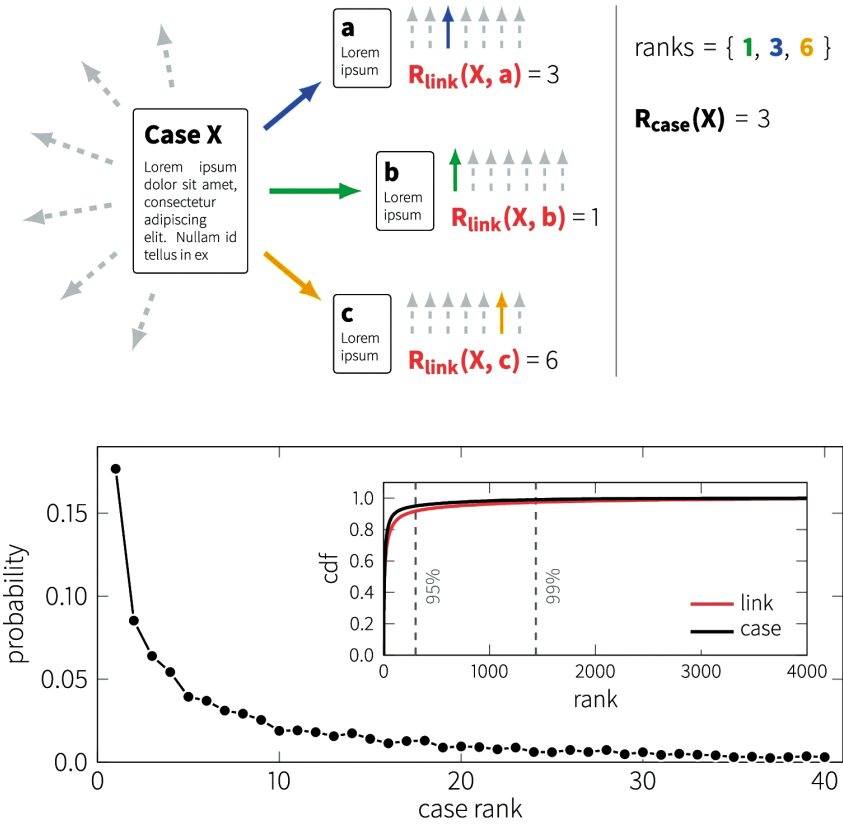 a
Lorem
ipsum
Rlink(X, a) = 3
ranks = { 1, 3, 6 }
Rcase(X) = 3
Case X
Lorem ipsum
dolor sit amet,
consectetur
adipiscing
elit. Nullam id
tellus in ex
b
Lorem
ipsum
Rlink(X, b) = 1
c
Lorem
ipsum
Rlink(X, c) = 6
probability
0.15
0.10
0.05
0.0
0
10
20
30
40
case rank
cdf
1.0
0.8
0.6
0.4
0.2
0.0
95%
99%
link
case
0
1000
2000
3000
4000
rank